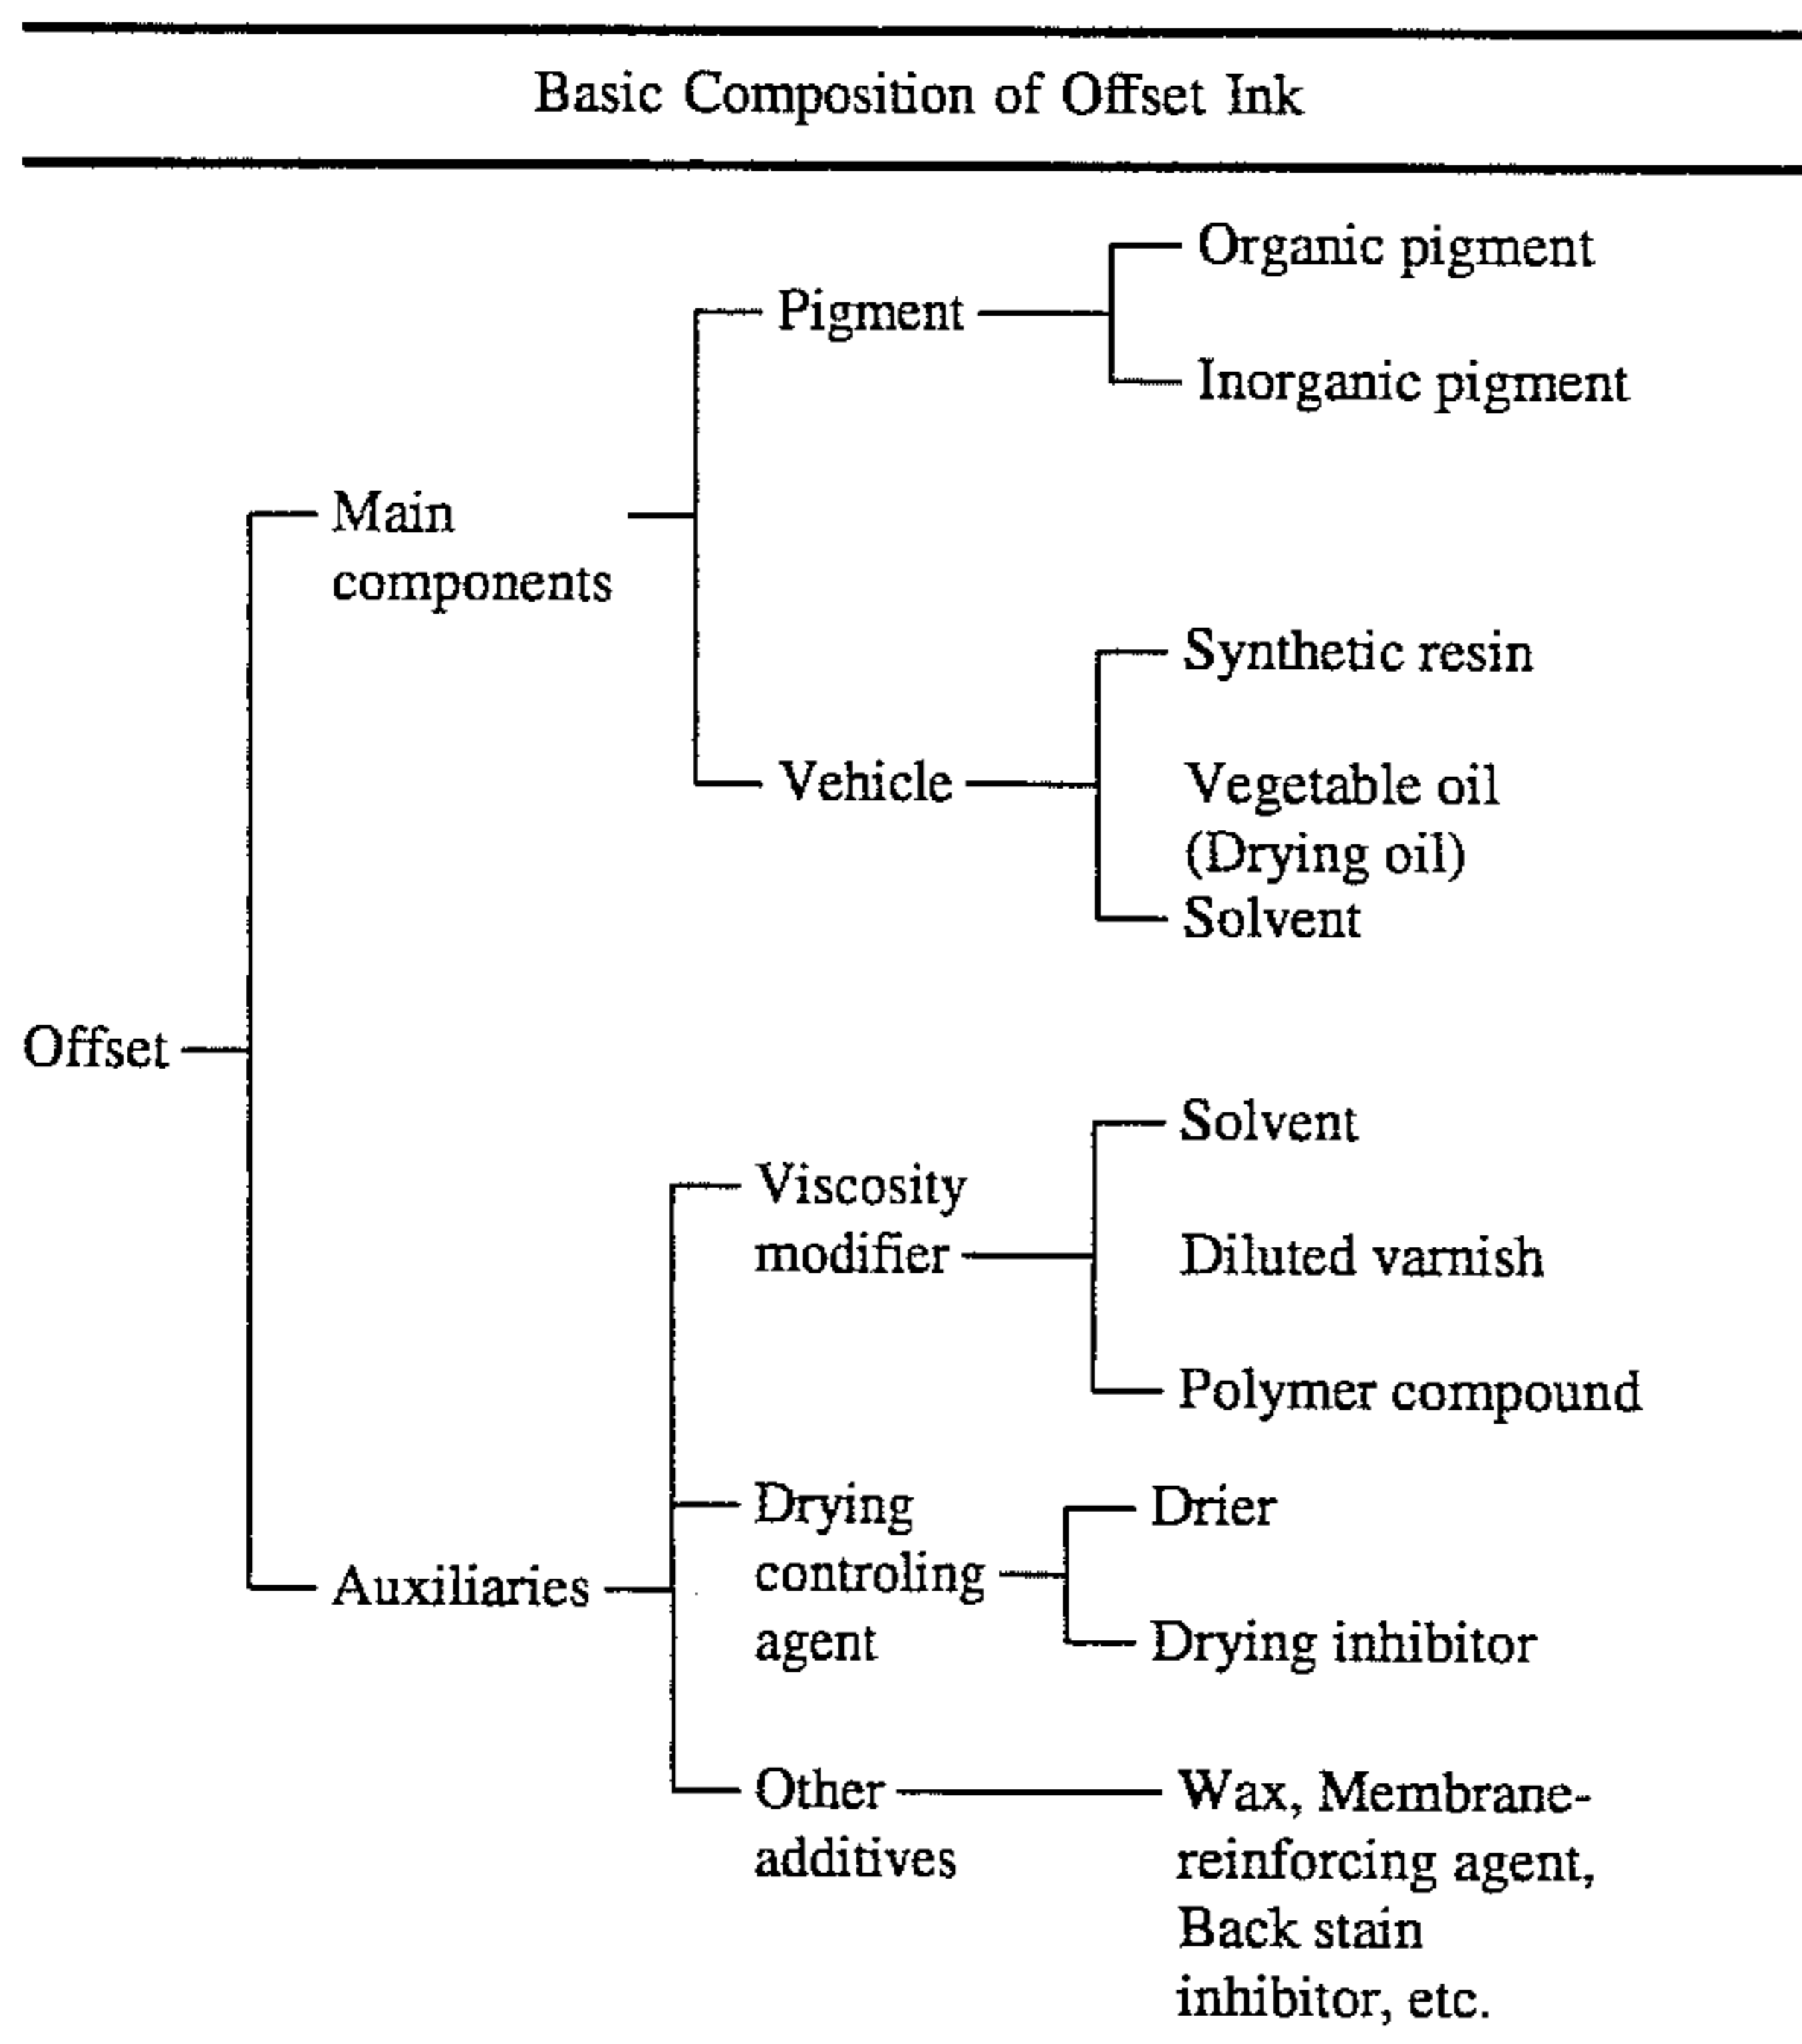 Basic Composition of Offset Ink
Organic pigment
Pigment
Inorganic pigment
Main
components
Synthetic resin
Vehicle
Vegetable oil
(Drying oil)
Solvent
Offset
Solvent
Viscosity
modifier
Diluted varnish
Polymer compound
Drying
controling
agent
Drier
Auxiliaries
Drying inhibitor
Other
additives
Wax, Membrane-
reinforcing agent,
Back stain
inhibitor, etc.